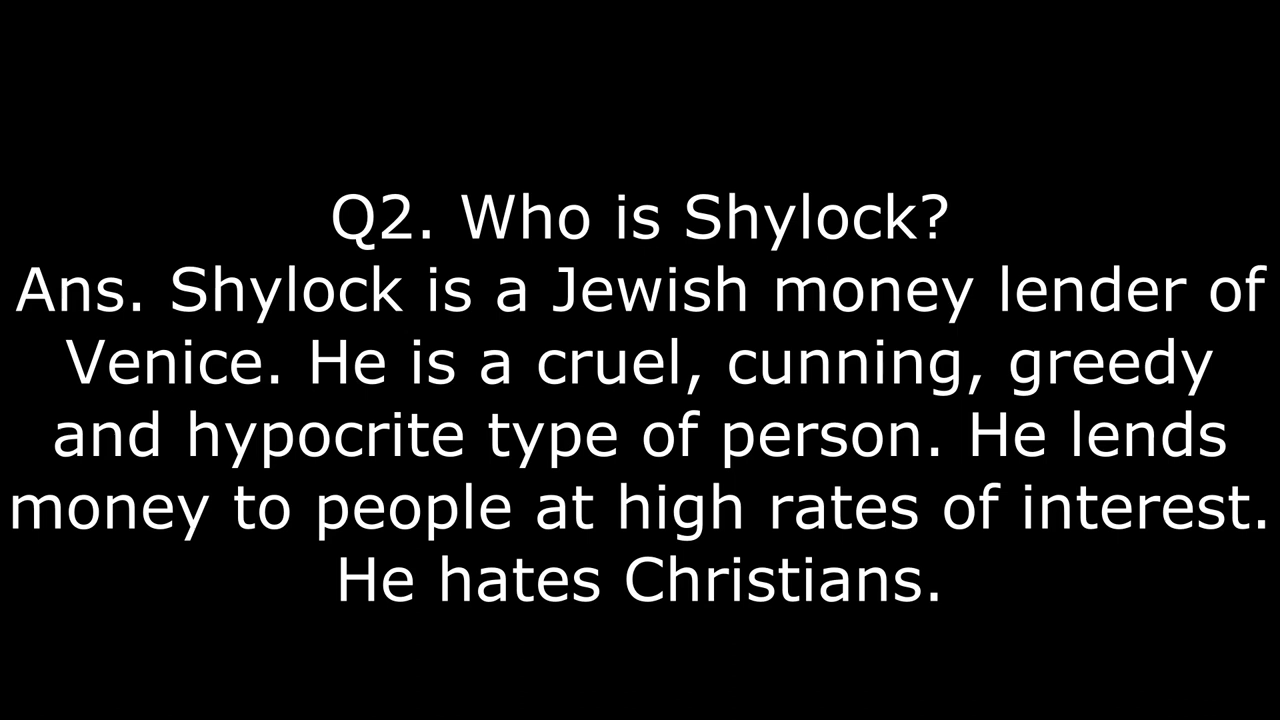 Q2. Who is Shylock?
Ans. Shylock is a Jewish money lender of
Venice. He is a cruel, cunning, greedy
and hypocrite type of person. He lends
money to people at high rates of interest.
He hates Christians.